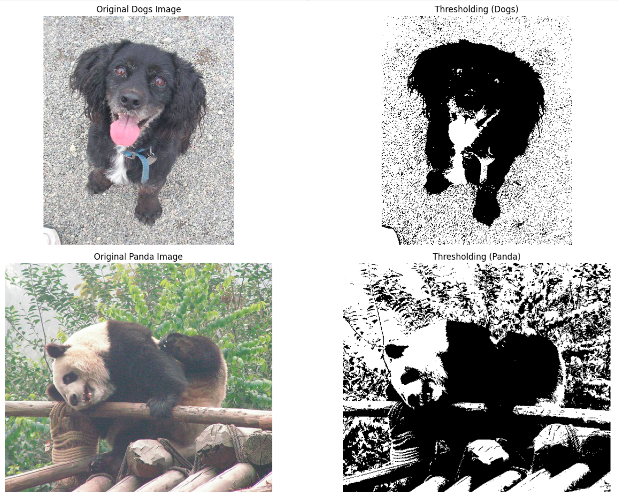 Original Dogs Image
Thresholding (Dogs)
Original Panda Image
Thresholding (Panda)